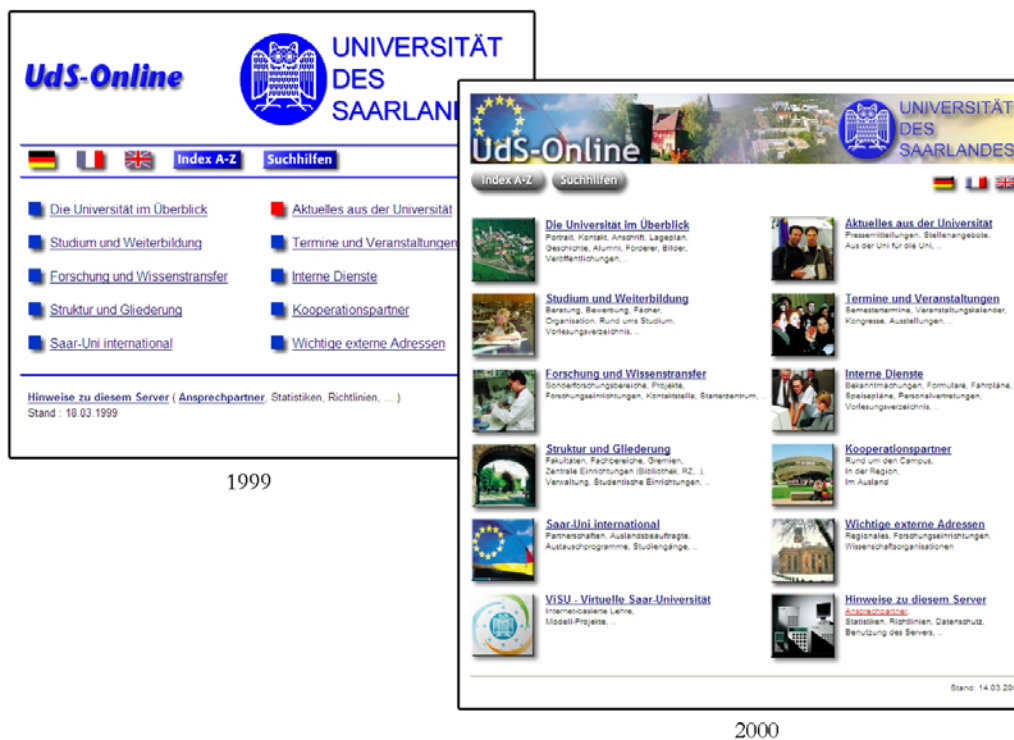 UdS-Online
UNIVERSITÄT
DES
Index A-Z
Suchhilfen
Die Universität im Überblick
Aktuelles aus der Universität
Studium und Weiterbildung
Termine und Veranstaltungen
Forschung und Wissenstransfer
Interne Dienste
Struktur und Gliederung
Kooperationspartner
Saar-Uni international
Wichtige externe Adressen
Hinweise zu diesem Server ( Ansprechpartner, Statistiken, Richtlinien, ... )
Stand : 18.03.1999
1999
UdS-Online
UNIVERSITÄT
DES
SAARLANDES
Index A-Z
Suchhilfen
Die Universität im Überblick
Portrait, Kontakt, Anschrift, Lageplan,
Geschichte, Alumni, Förderer, Bilder,
Veröffentlichungen, ..
Aktuelles aus der Universität
Pressemitteilungen, Stellenangebote,
Aus der Uni für die Uni, ..
Studium und Weiterbildung
Beratung, Bewerbung, Fächer,
Organisation, Rund ums Studium,
Vorlesungsverzeichnis, ..
Termine und Veranstaltungen
Semestertermine, Veranstaltungskalender,
Kongresse, Ausstellungen, ..
Forschung und Wissenstransfer
Sonderforschungsbereiche, Projekte,
Forschungseinrichtungen, Kontaktstelle, Starterzentrum, ..
Interne Dienste
Bekanntmachungen, Formulare, Fahrpläne,
Speisepläne, Personalvertretungen,
Vorlesungsverzeichnis, ..
Struktur und Gliederung
Fakultäten, Fachbereiche, Gremien,
Zentrale Einrichtungen (Bibliothek, RZ,..),
Verwaltung, Studentische Einrichtungen, ..
Kooperationspartner
Rund um den Campus,
In der Region,
Im Ausland
Saar-Uni international
Partnerschaften, Auslandsbeauftragte,
Austauschprogramme, Studiengänge, ..
Wichtige externe Adressen
Regionales, Forschungseinrichtungen,
Wissenschaftsorganisationen
ViSU - Virtuelle Saar-Universität
Internet-basierte Lehre,
Modell-Projekte, ..
Hinweise zu diesem Server
Ansprechpartner,
Statistiken, Richtlinien, Datenschutz,
Benutzung des Servers, ..
Stand: 14.03.
2000